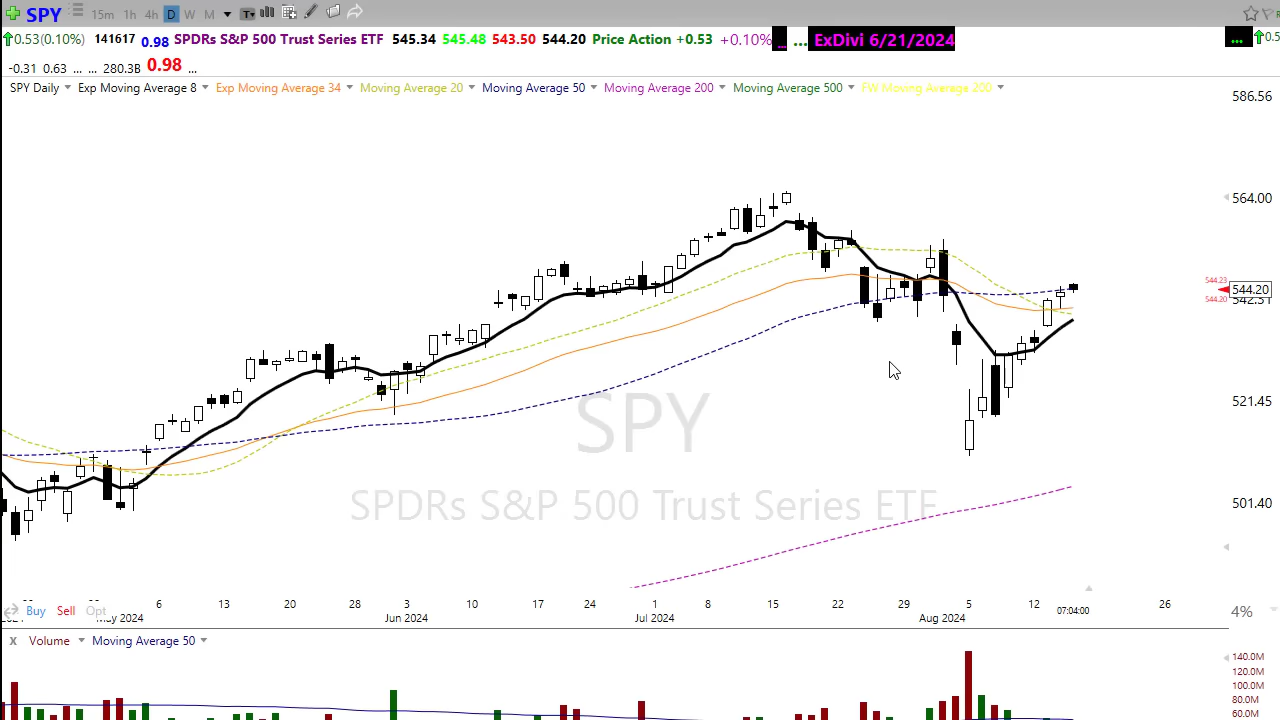 SPY 15m 1h 4h D W M T
0.53(0.10%) 141617 0.98 SPDRs S&P 500 Trust Series ETF 545.34 545.48 543.50 544.20 Price Action +0.53 +0.10% ... ... ExDivi 6/21/2024 ... 0.5
-0.31 0.63 ... ... 280.3B 0.98 ...
SPY Daily Exp Moving Average 8 Exp Moving Average 34 Moving Average 20 Moving Average 50 Moving Average 200 Moving Average 500 FW Moving Average 200
586.56
564.00
544.23
544.20
544.20
521.45
SPY
SPDRs S&P 500 Trust Series ETF
501.40
6 13 20 28 3 10 17 24 1 8 15 22 29 5 12 07:04:00 26
Buy Sell Opt
May 2024 Jun 2024 Jul 2024 Aug 2024
4%
X Volume Moving Average 50
140.0M
120.0M
100.0M
80.0M
60.0M